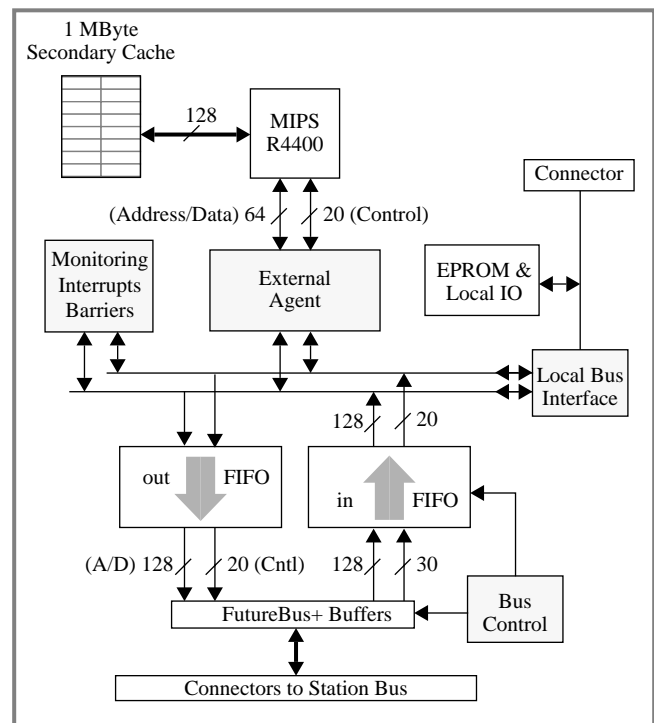 1 MByte
Secondary Cache
128
MIPS
R4400
Connector
(Address/Data) 64
20 (Control)
Monitoring
Interrupts
Barriers
External
Agent
EPROM &
Local IO
Local Bus
Interface
128
20
out
FIFO
in
FIFO
(A/D) 128
20 (Cntl)
128
30
Bus
Control
FutureBus+ Buffers
Connectors to Station Bus